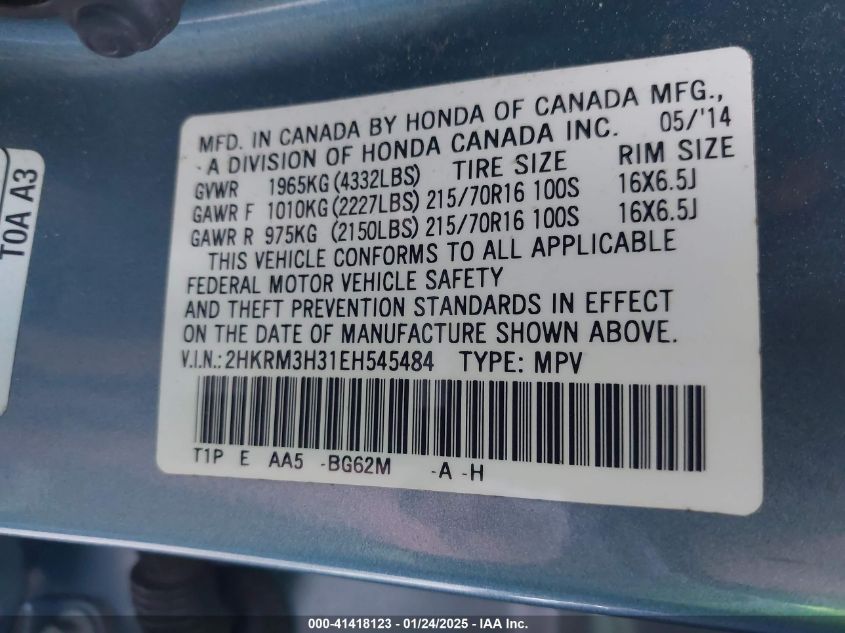 MFD. IN CANADA BY HONDA OF CANADA MFG.,
-A DIVISION OF HONDA CANADA INC. 05/'14
GVWR 1965KG (4332LBS) TIRE SIZE RIM SIZE
GAWR F 1010KG (2227LBS) 215/70R16 100S 16X6.5J
GAWR R 975KG (2150LBS) 215/70R16 100S 16X6.5J
THIS VEHICLE CONFORMS TO ALL APPLICABLE
FEDERAL MOTOR VEHICLE SAFETY
AND THEFT PREVENTION STANDARDS IN EFFECT
ON THE DATE OF MANUFACTURE SHOWN ABOVE.
V.I.N.: 2HKRM3H31EH545484 TYPE: MPV
T1P E AA5 -BG62M -A -H
TOA A3
000-41418123 - 01/24/2025 - IAA Inc.